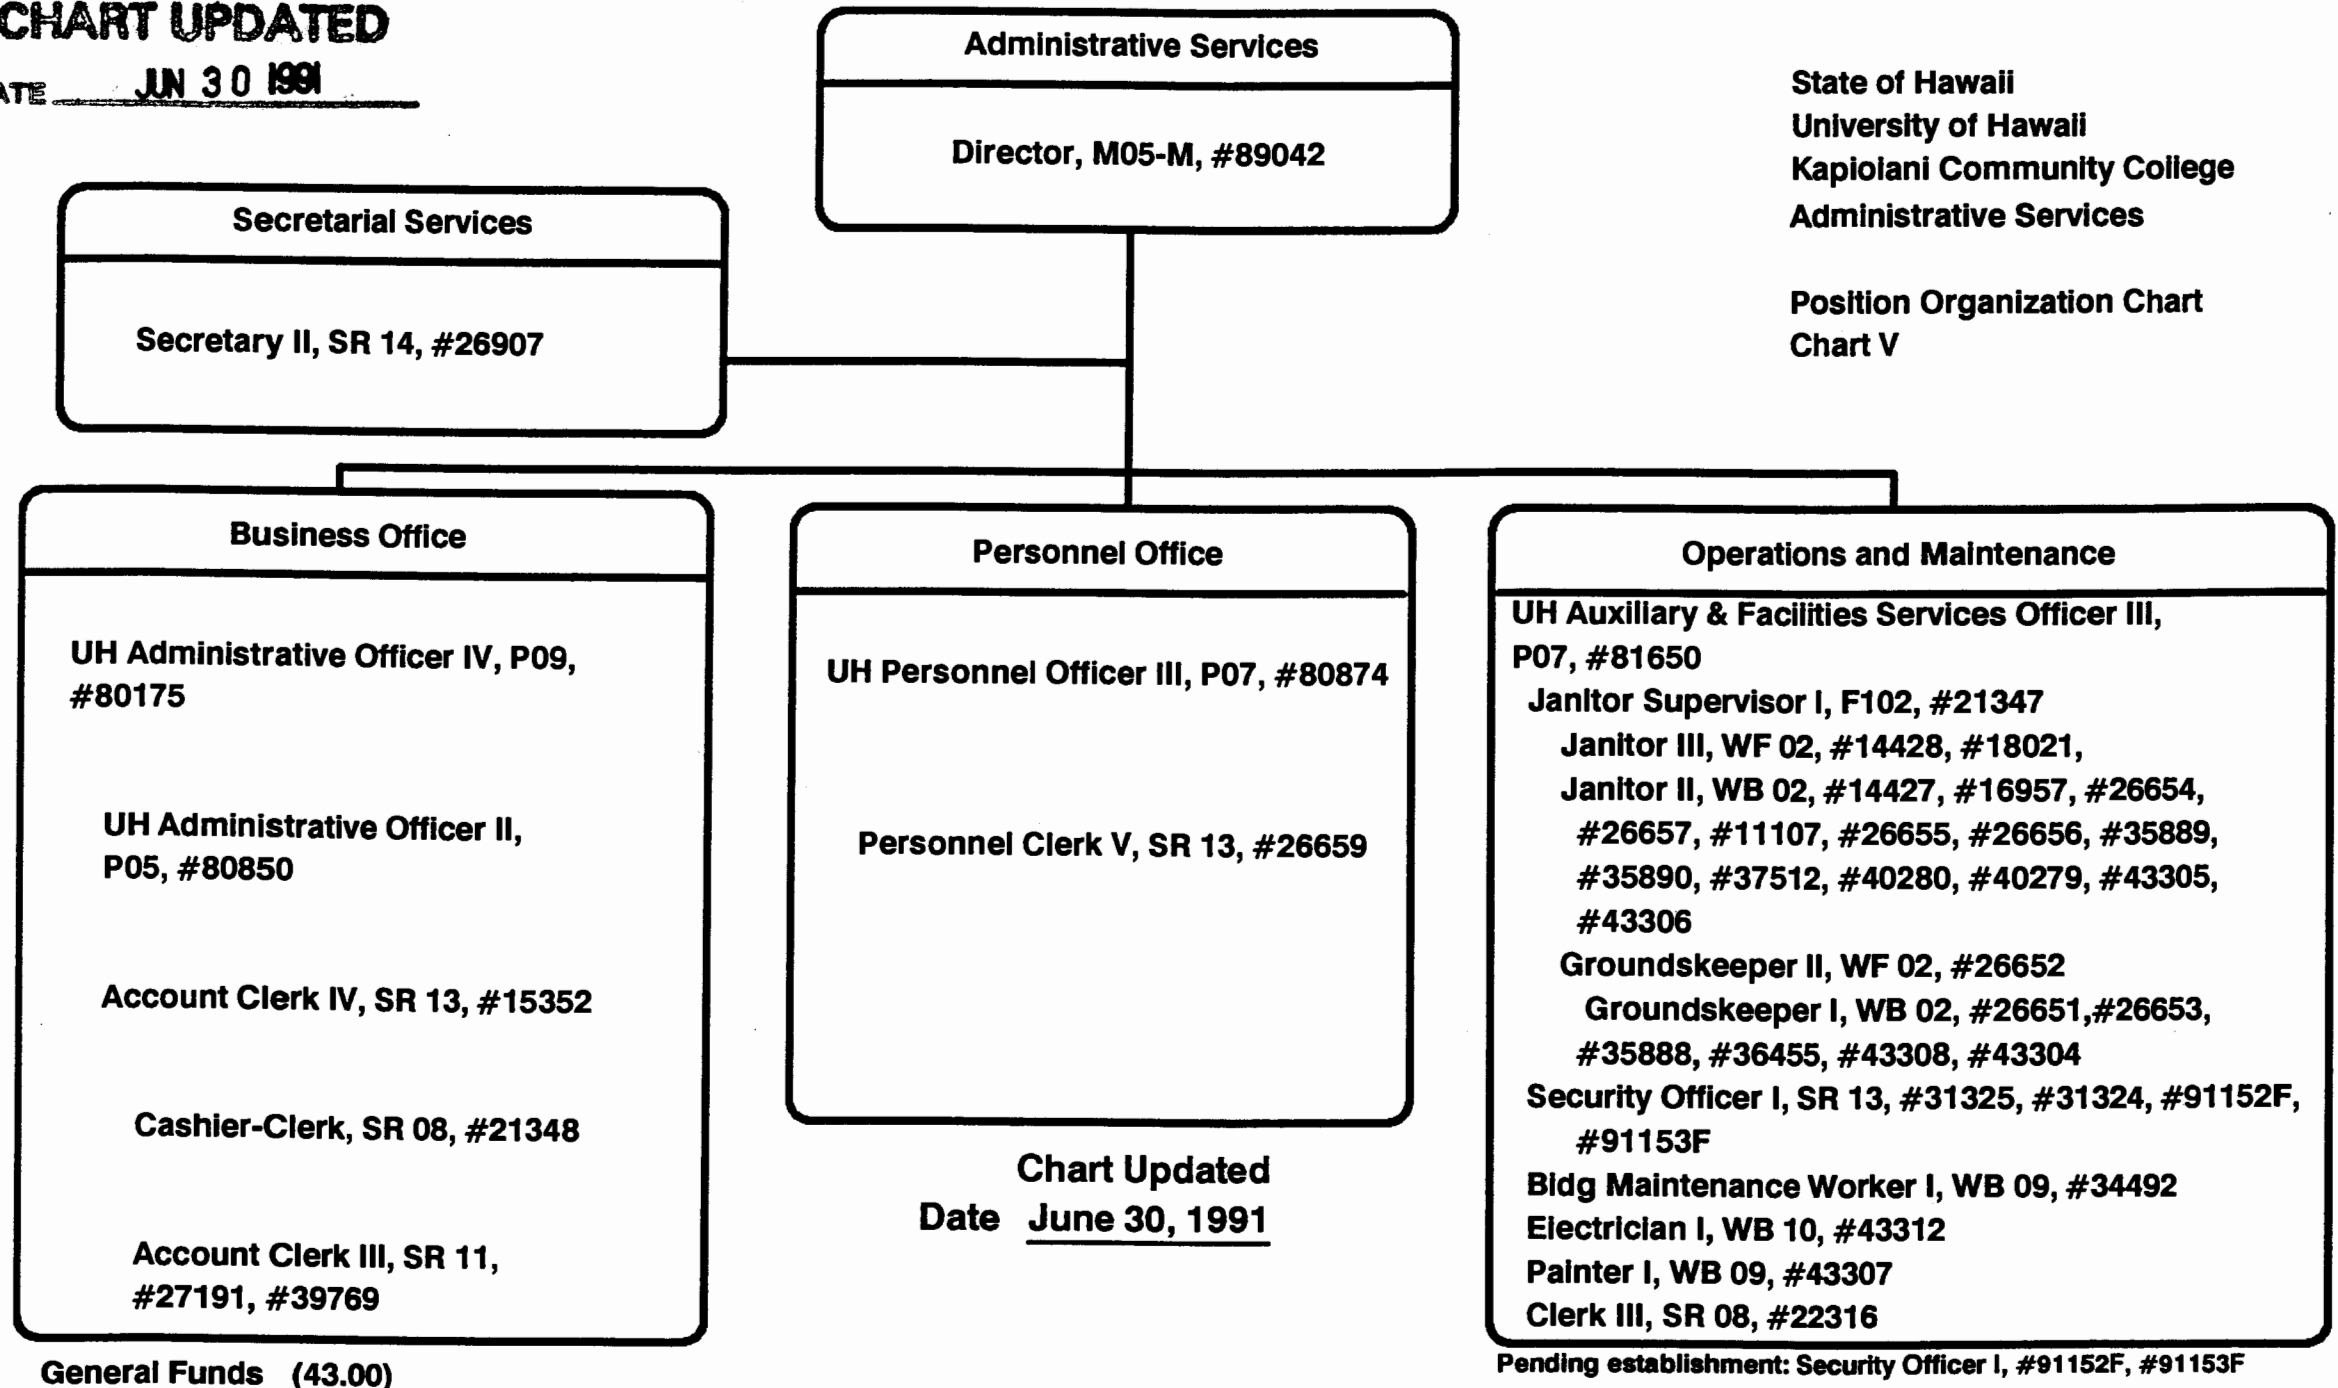 CHART UPDATED
ATE JUN 30 1991
Administrative Services
Director, M05-M, #89042
State of Hawaii
University of Hawaii
Kapiolani Community College
Administrative Services
Position Organization Chart
Chart V
Secretarial Services
Secretary II, SR 14, #26907
Business Office
UH Administrative Officer IV, P09,
#80175
UH Administrative Officer II,
P05, #80850
Account Clerk IV, SR 13, #15352
Cashier-Clerk, SR 08, #21348
Account Clerk III, SR 11,
#27191, #39769
General Funds (43.00)
Personnel Office
UH Personnel Officer III, P07, #80874
Personnel Clerk V, SR 13, #26659
Chart Updated
Date June 30, 1991
Operations and Maintenance
UH Auxiliary & Facilities Services Officer III,
P07, #81650
Janitor Supervisor I, F102, #21347
Janitor III, WF 02, #14428, #18021,
Janitor II, WB 02, #14427, #16957, #26654,
#26657, #11107, #26655, #26656, #35889,
#35890, #37512, #40280, #40279, #43305,
#43306
Groundskeeper II, WF 02, #26652
Groundskeeper I, WB 02, #26651,#26653,
#35888, #36455, #43308, #43304
Security Officer I, SR 13, #31325, #31324, #91152F,
#91153F
Bldg Maintenance Worker I, WB 09, #34492
Electrician I, WB 10, #43312
Painter I, WB 09, #43307
Clerk III, SR 08, #22316
Pending establishment: Security Officer I, #91152F, #91153F